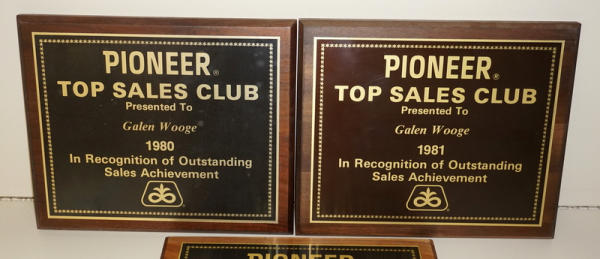 PIONEER®
TOP SALES CLUB
Presented To
Galen Wooge
1980
In Recognition of Outstanding
Sales Achievement
PIONEER®
TOP SALES CLUB
Presented To
Galen Wooge
1981
In Recognition of Outstanding
Sales Achievement
PIONEER